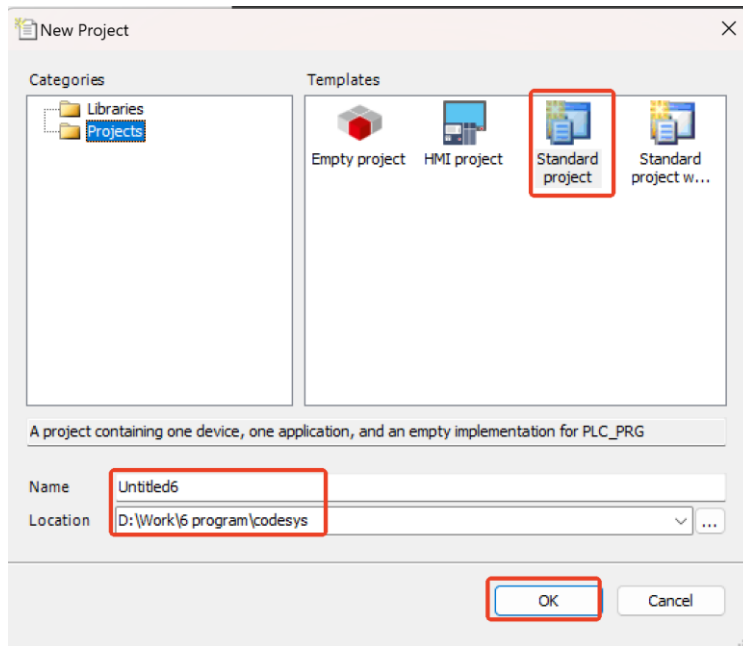 New Project
Categories
Templates
Libraries
Projects
Empty project
HMI project
Standard
project
Standard
project w...
A project containing one device, one application, and an empty implementation for PLC_PRG
Name
Untitled6
Location
D:\Work\6 program\codesys
...
OK
Cancel